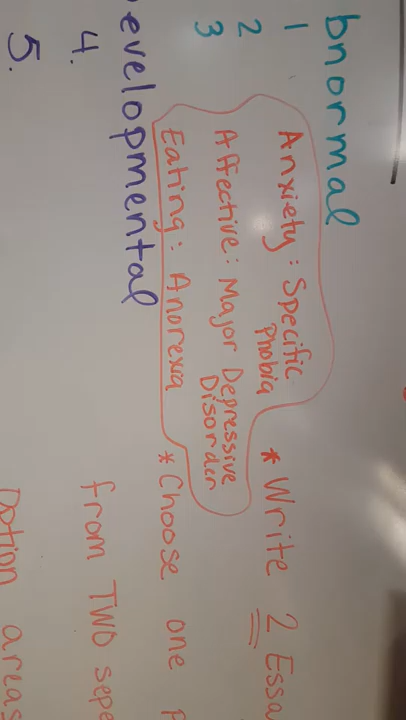 bnormal
1 Anxiety: Specific
Phobia
2 Affective: Major Depressive
Disorder
3 Eating: Anorexia
evelopmental
4.
5.
* Write 2 Essa
* Choose one p
from TWO sepe
Option areas